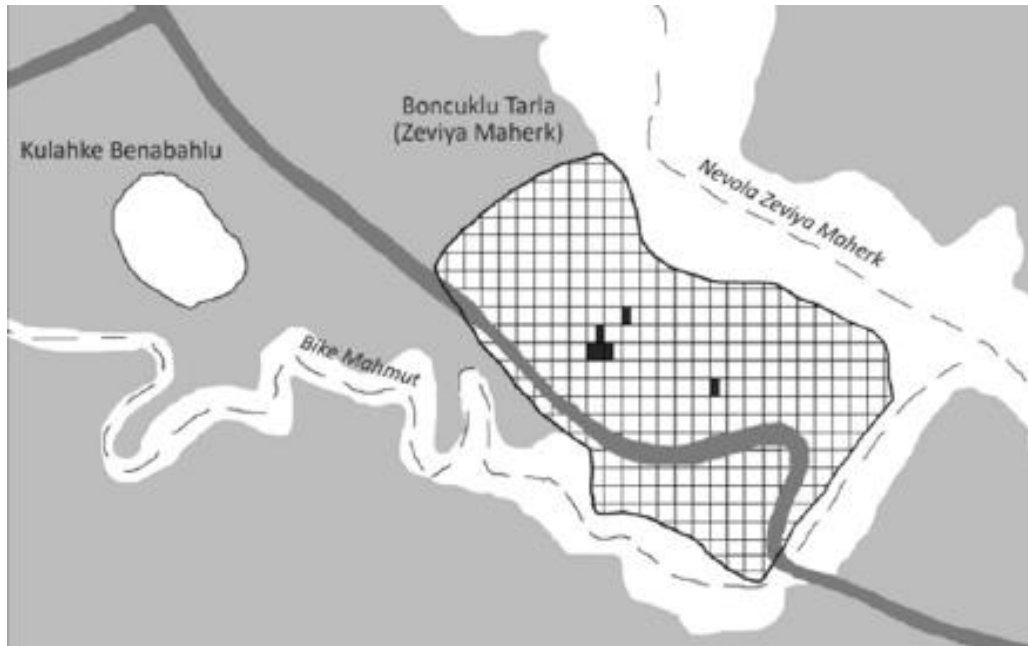 Boncuklu Tarla
(Zeviya Maherk)
Kulahke Benabahlu
Nevola Zeviya Maherk
Bike Mahmut